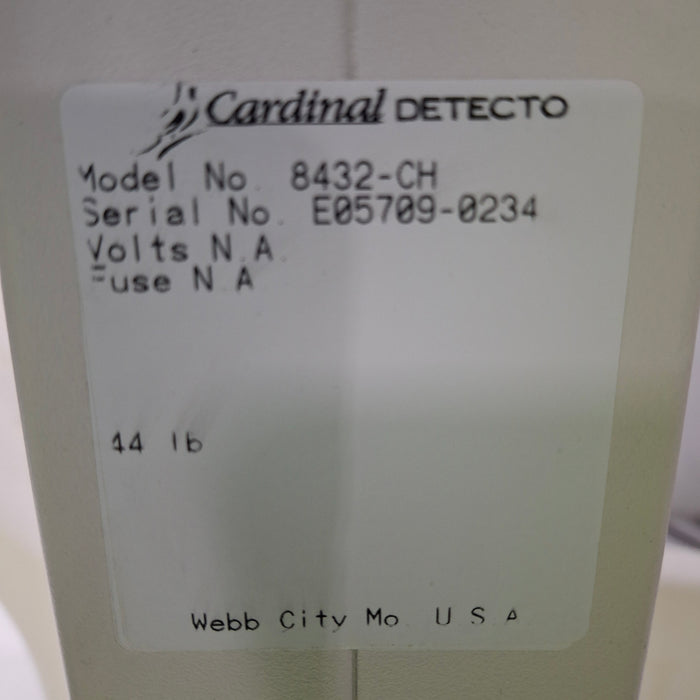 Cardinal DETECTO
Model No. 8432-CH
Serial No. E05709-0234
Volts N.A.
Fuse N.A
44 lb
Webb City Mo. U S A